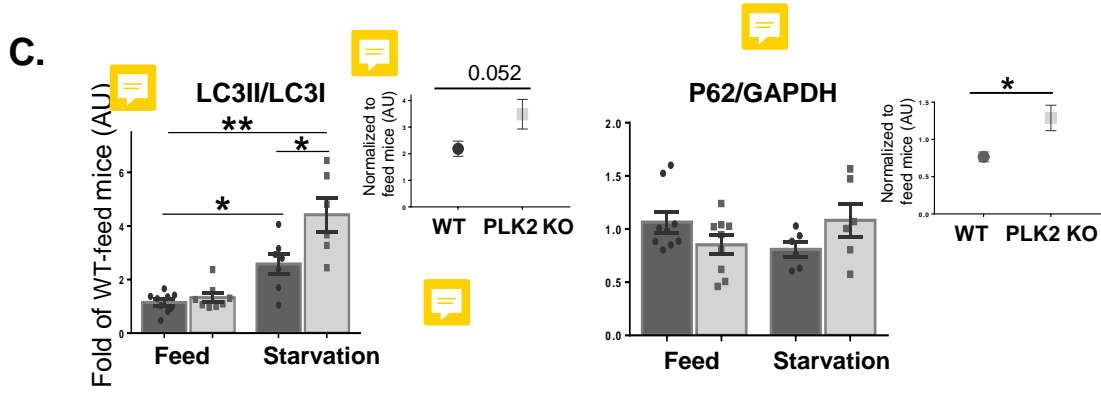 C.
Fold of WT-feed mice (AU)
LC3II/LC3I
**
*
*
6
4
2
0
Feed Starvation
Normalized to
feed mice (AU)
0.052
4
3
2
1
0
WT PLK2 KO
P62/GAPDH
2.0
1.5
1.0
0.5
0.0
Feed Starvation
Normalized to
feed mice (AU)
*
1.5
1.0
0.5
0.0
WT PLK2 KO